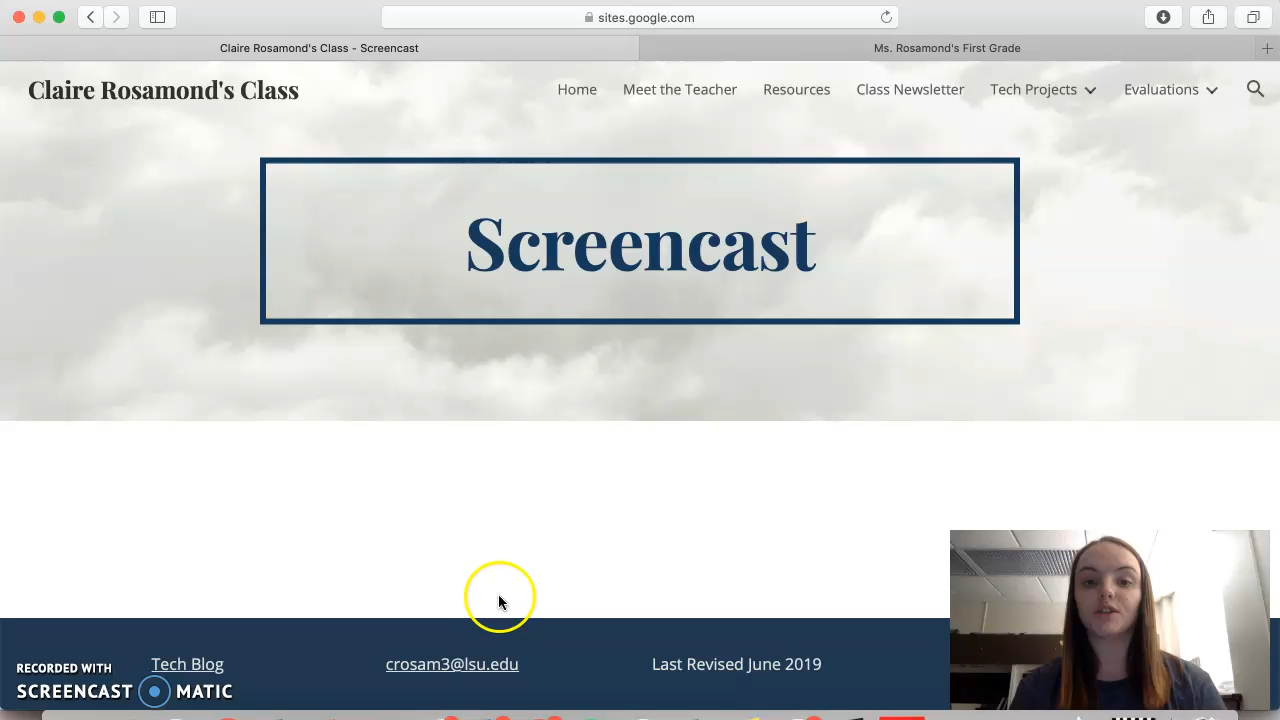 sites.google.com
Claire Rosamond's Class - Screencast
Ms. Rosamond's First Grade
Claire Rosamond's Class
Home
Meet the Teacher
Resources
Class Newsletter
Tech Projects
Evaluations
Screencast
Tech Blog
crosam3@lsu.edu
Last Revised June 2019
RECORDED WITH
SCREENCAST MATIC